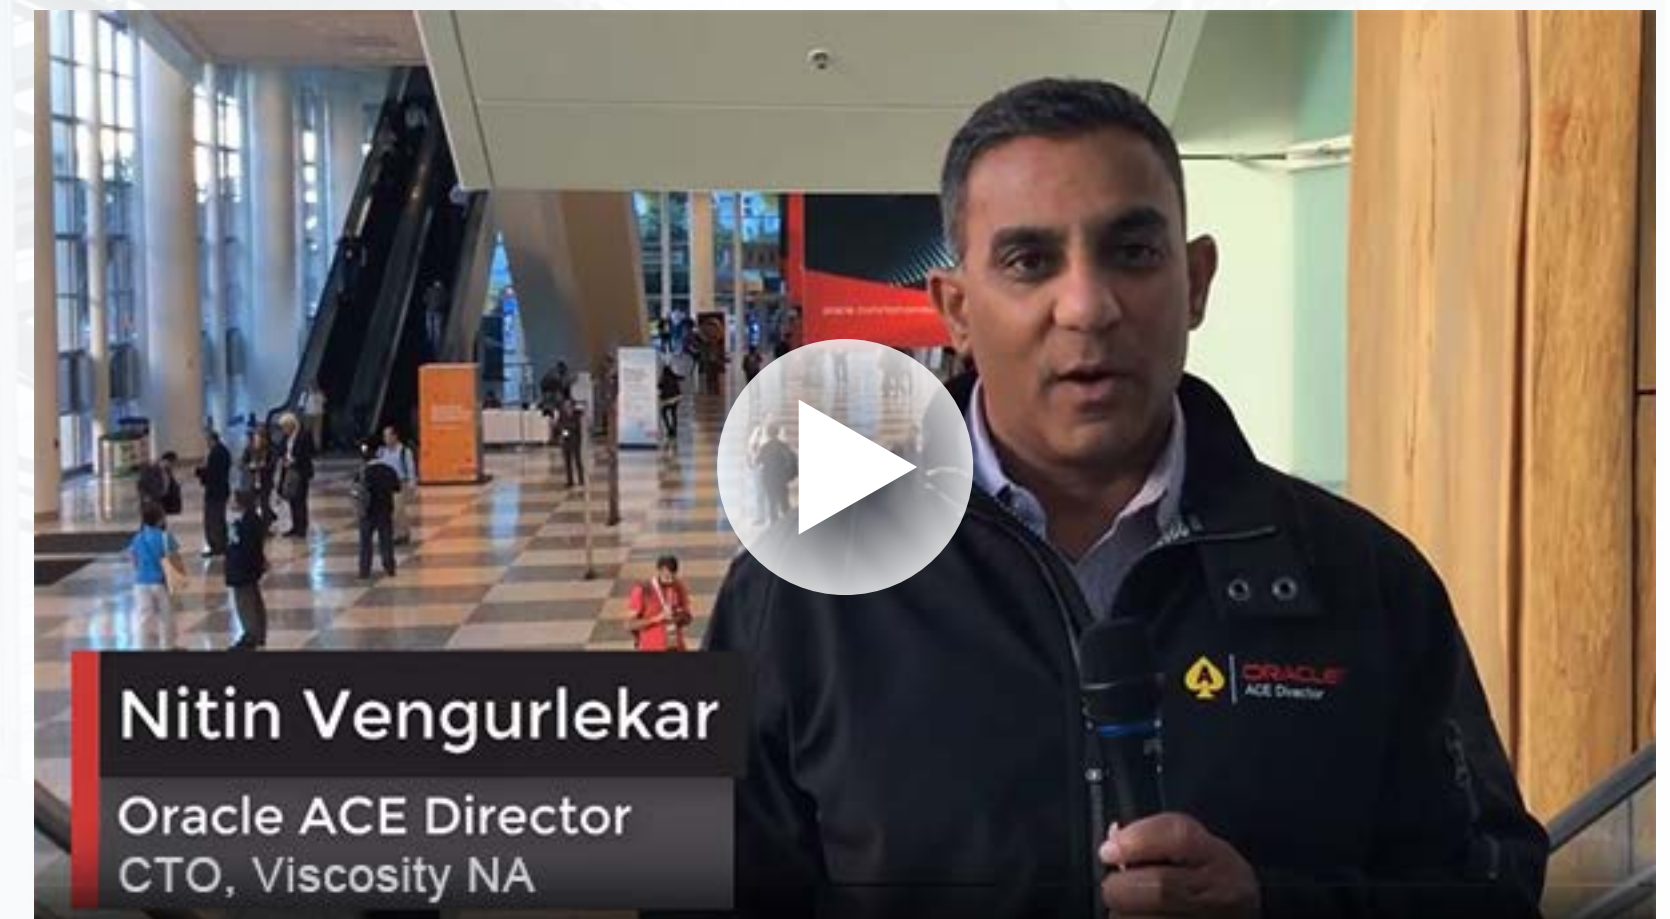 ORACLE
ACE Director
Nitin Vengurlekar
Oracle ACE Director
CTO, Viscosity NA